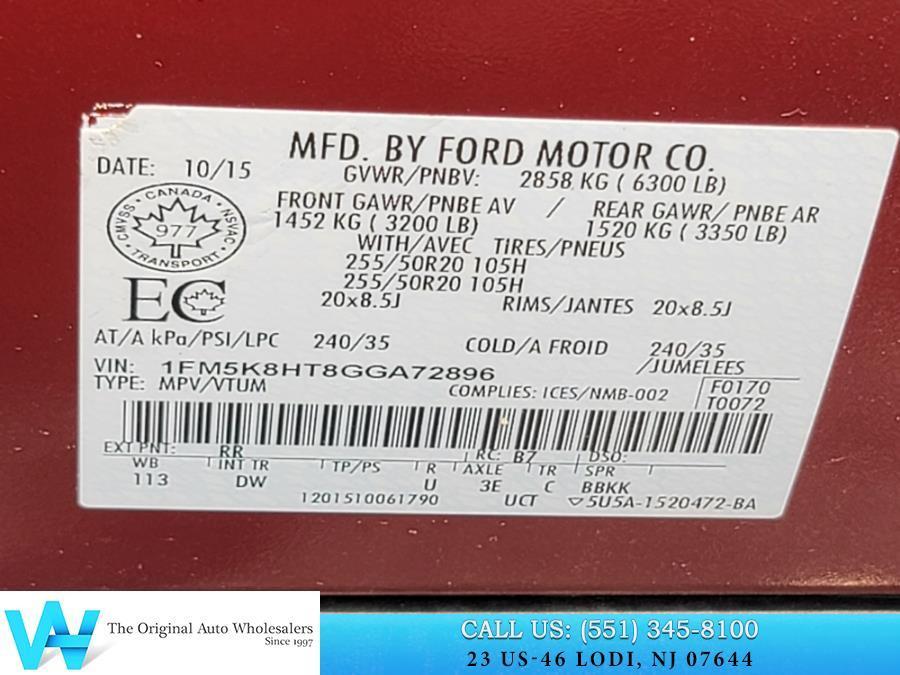 MFD. BY FORD MOTOR CO.
DATE: 10/15
GVWR/PNBV: 2858 KG ( 6300 LB)
FRONT GAWR/PNBE AV / REAR GAWR/ PNBE AR
1452 KG ( 3200 LB) 1520 KG ( 3350 LB)
WITH/AVEC TIRES/PNEUS
255/50R20 105H
255/50R20 105H
20x8.5J RIMS/JANTES 20x8.5J
CMVSS · CANADA · NSVAC · TRANSPORT ·
977
EC
AT/A kPa/PSI/LPC 240/35 COLD/A FROID 240/35
/JUMELEES
VIN: 1FM5K8HT8GGA72896
TYPE: MPV/VTUM COMPLIES: ICES/NMB-002
F0170
T0072
EXT PNT: RR RC: B7 DSO:
WB INT TR TP/PS R AXLE TR SPR
113 DW U 3E C BBKK
1201510061790 UCT 5U5A-1520472-BA
The Original Auto Wholesalers
Since 1997
CALL US: (551) 345-8100
23 US-46 LODI, NJ 07644